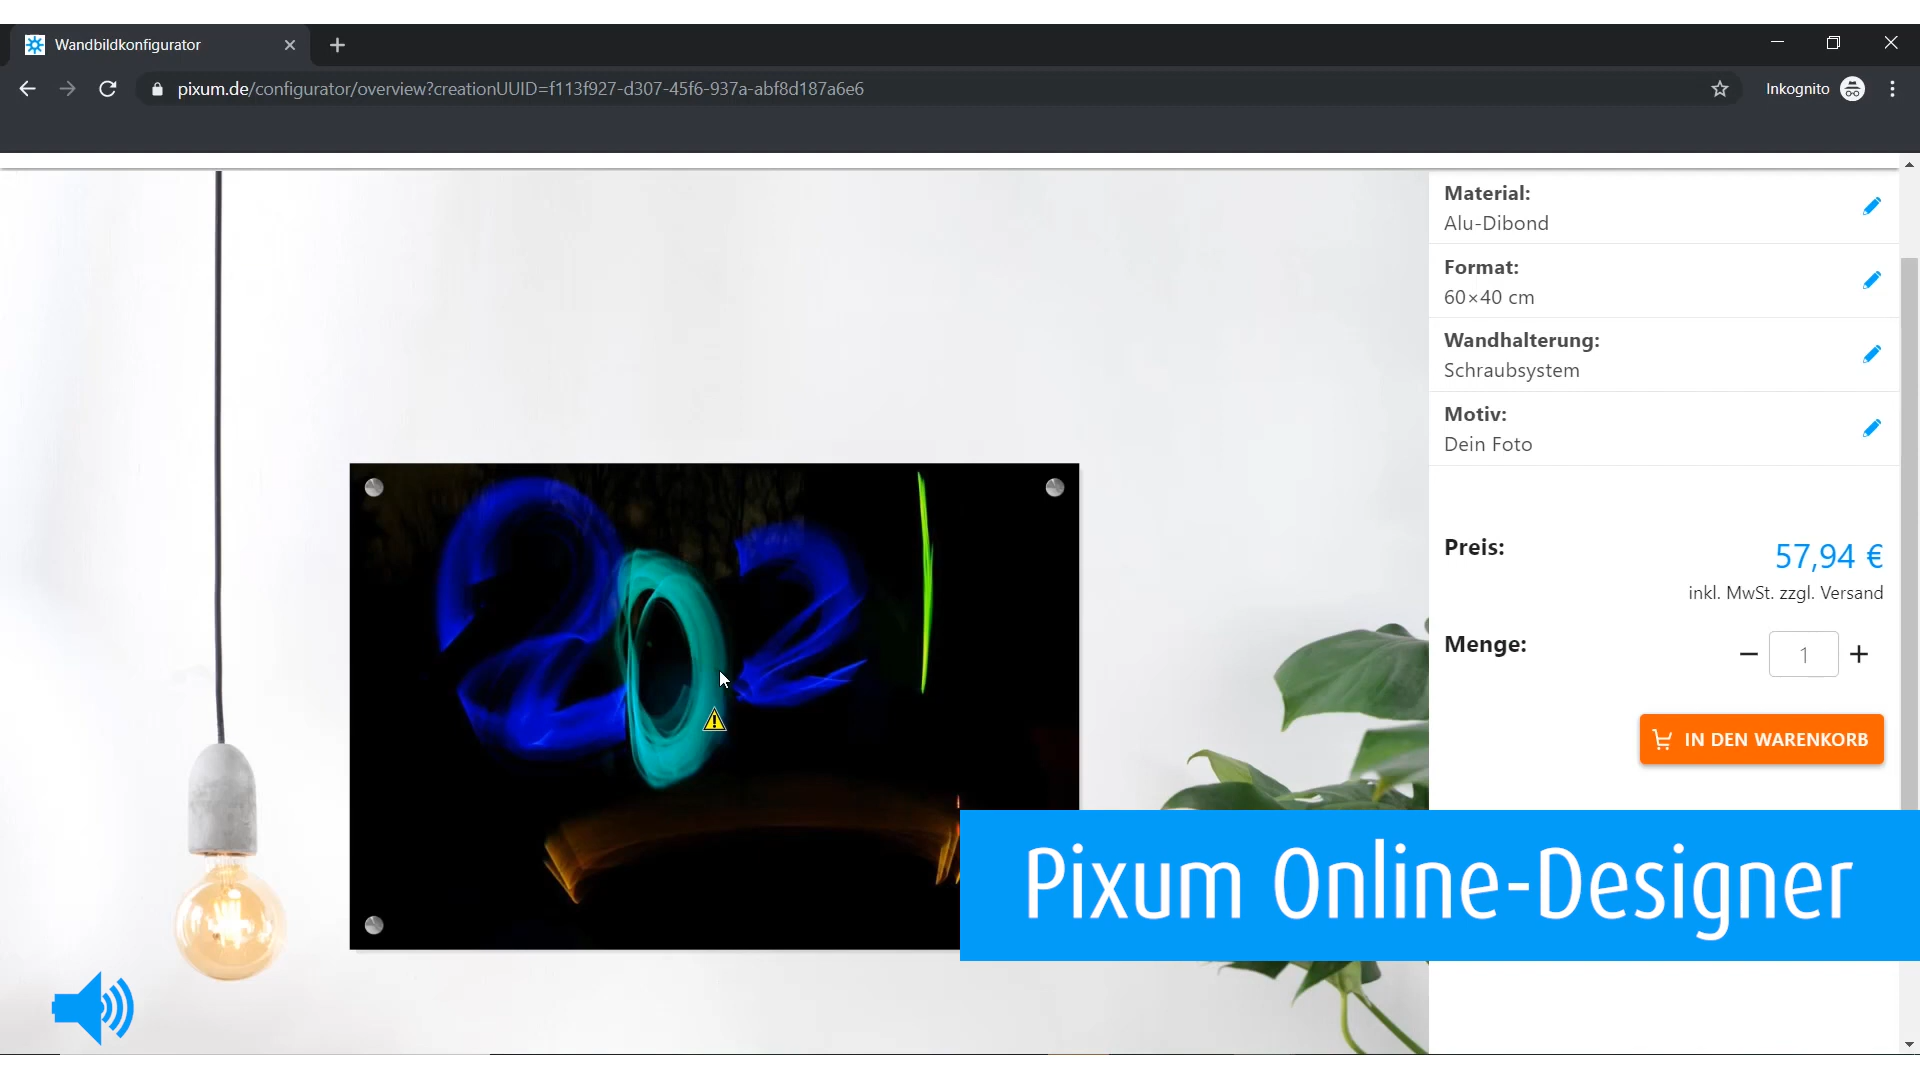 Wandbildkonfigurator
pixum.de/configurator/overview?creationUUID=f113f927-d307-45f6-937a-abf8d187a6e6
Inkognito
Material:
Alu-Dibond
Format:
60×40 cm
Wandhalterung:
Schraubsystem
Motiv:
Dein Foto
202
Preis:
57,94 €
inkl. MwSt. zzgl. Versand
Menge:
1
IN DEN WARENKORB
Pixum Online-Designer